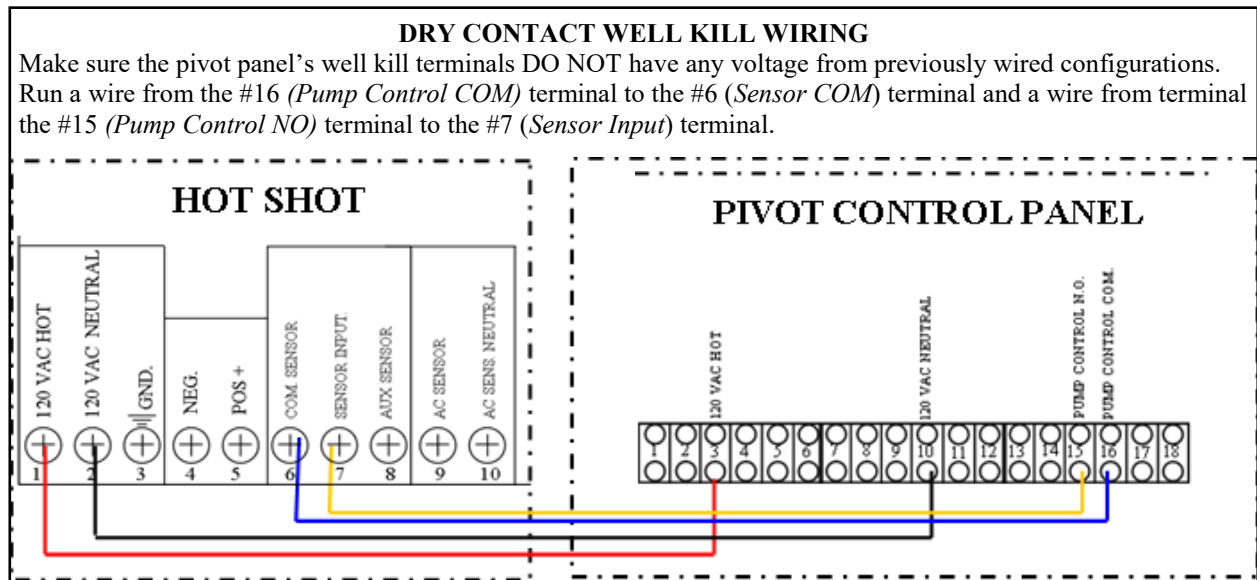 DRY CONTACT WELL KILL WIRING
Make sure the pivot panel's well kill terminals DO NOT have any voltage from previously wired configurations.
Run a wire from the #16 (Pump Control COM) terminal to the #6 (Sensor COM) terminal and a wire from terminal
the #15 (Pump Control NO) terminal to the #7 (Sensor Input) terminal.
HOT SHOT
120 VAC HOT
120 VAC NEUTRAL
GND.
NEG.
POS +
COM. SENSOR
SENSOR INPUT.
AUX SENSOR
AC SENSOR
AC SENS. NEUTRAL
1 2 3 4 5 6 7 8 9 10
PIVOT CONTROL PANEL
120 VAC HOT
120 VAC NEUTRAL
PUMP CONTROL N.O.
PUMP CONTROL COM.
1 2 3 4 5 6 7 8 9 10 11 12 13 14 15 16 17 18